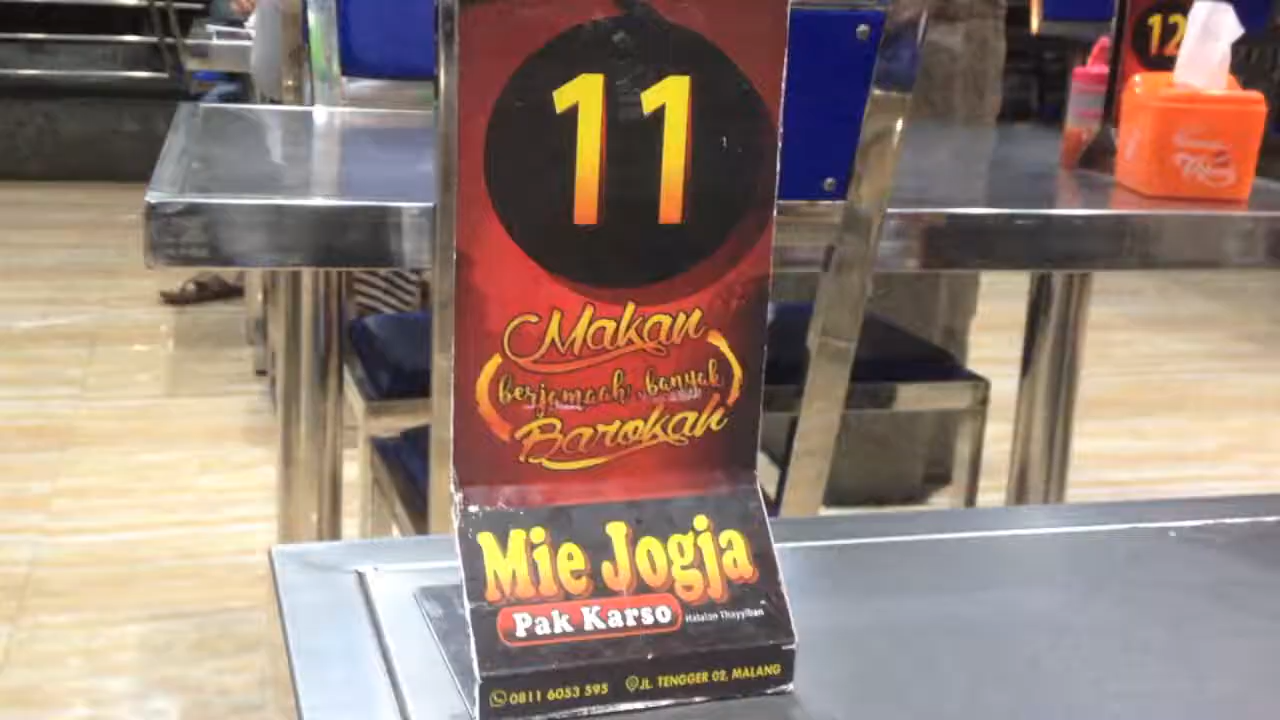 11
12
Makan
berjamaah, banyak
Barokah
Mie Jogja
Pak Karso
Halalan Thayyiban
0811 6053 595
JL. TENGGER 02, MALANG